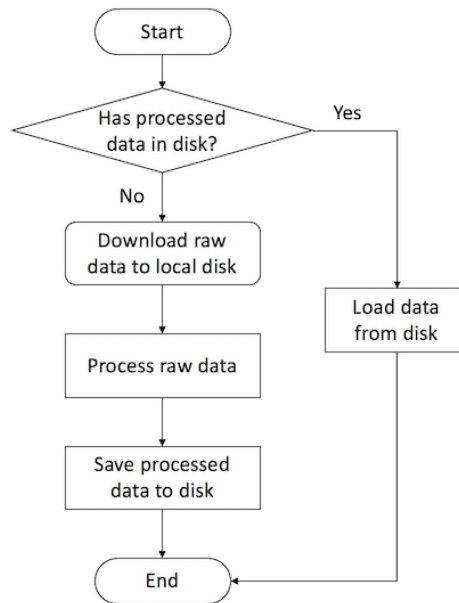 Start
Has processed
data in disk?
Yes
No
Download raw
data to local disk
Load data
from disk
Process raw data
Save processed
data to disk
End